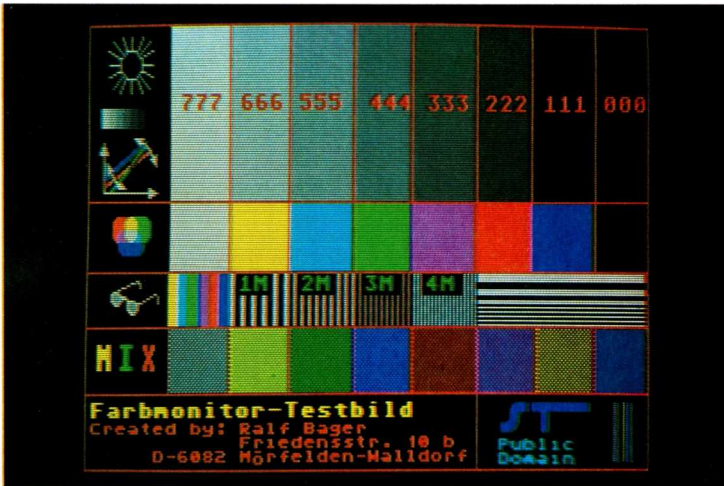 777 666 555 444 333 222 111 000
1M 2M 3M 4M
MIX
Farbmonitor-Testbild
Created by: Ralf Bager
Friedensstr. 10 b
D-6082 Mörfelden-Walldorf
ST
Public
Domain